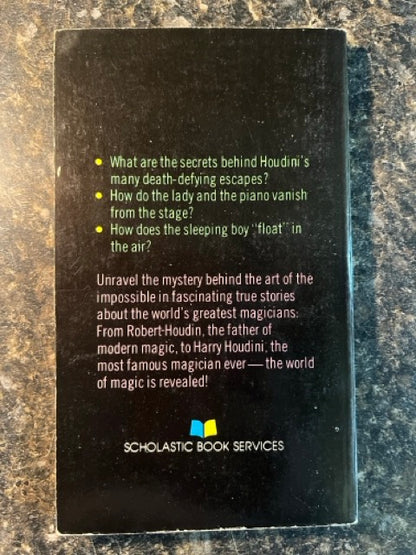 • What are the secrets behind Houdini's
many death-defying escapes?
• How do the lady and the piano vanish
from the stage?
• How does the sleeping boy "float" in
the air?
Unravel the mystery behind the art of the
impossible in fascinating true stories
about the world's greatest magicians:
From Robert-Houdin, the father of
modern magic, to Harry Houdini, the
most famous magician ever — the world
of magic is revealed!
SCHOLASTIC BOOK SERVICES